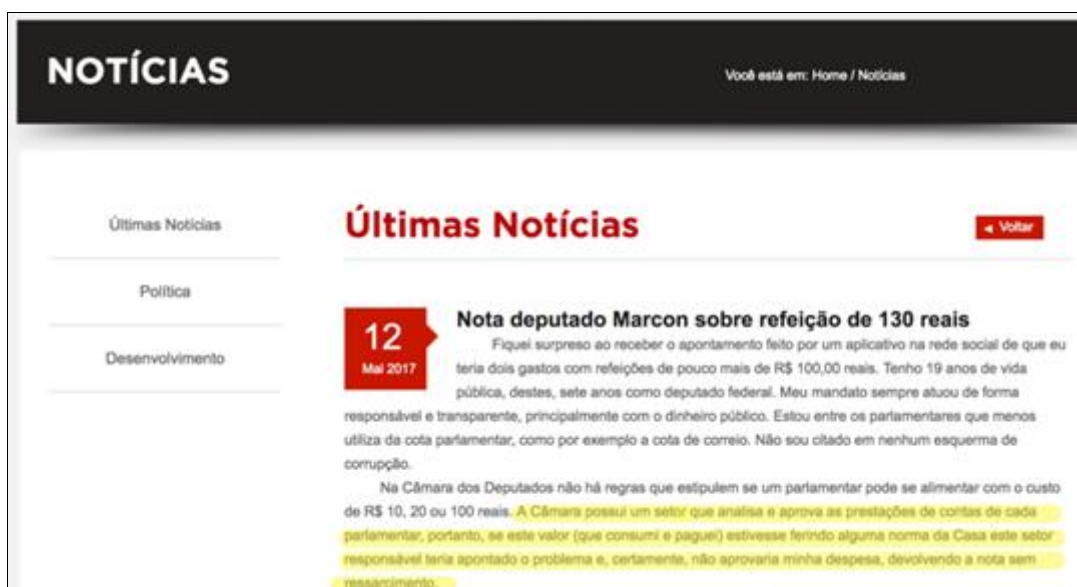 NOTÍCIAS
Você está em: Home / Notícias
Últimas Notícias
Política
Desenvolvimento
Últimas Notícias
Voltar
12
Mai 2017
Nota deputado Marcon sobre refeição de 130 reais
Fiquei surpreso ao receber o apontamento feito por um aplicativo na rede social de que eu
teria dois gastos com refeições de pouco mais de R$ 100,00 reais. Tenho 19 anos de vida
pública, destes, sete anos como deputado federal. Meu mandato sempre atuou de forma
responsável e transparente, principalmente com o dinheiro público. Estou entre os parlamentares que menos
utiliza da cota parlamentar, como por exemplo a cota de correio. Não sou citado em nenhum esquema de
corrupção.
Na Câmara dos Deputados não há regras que estipulem se um parlamentar pode se alimentar com o custo
de R$ 10, 20 ou 100 reais. A Câmara possui um setor que analisa e aprova as prestações de contas de cada
parlamentar, portanto, se este valor (que consumi e paguei) estivesse ferindo alguma norma da Casa este setor
responsável teria apontado o problema e, certamente, não aprovaria minha despesa, devolvendo a nota sem
ressarcimento.